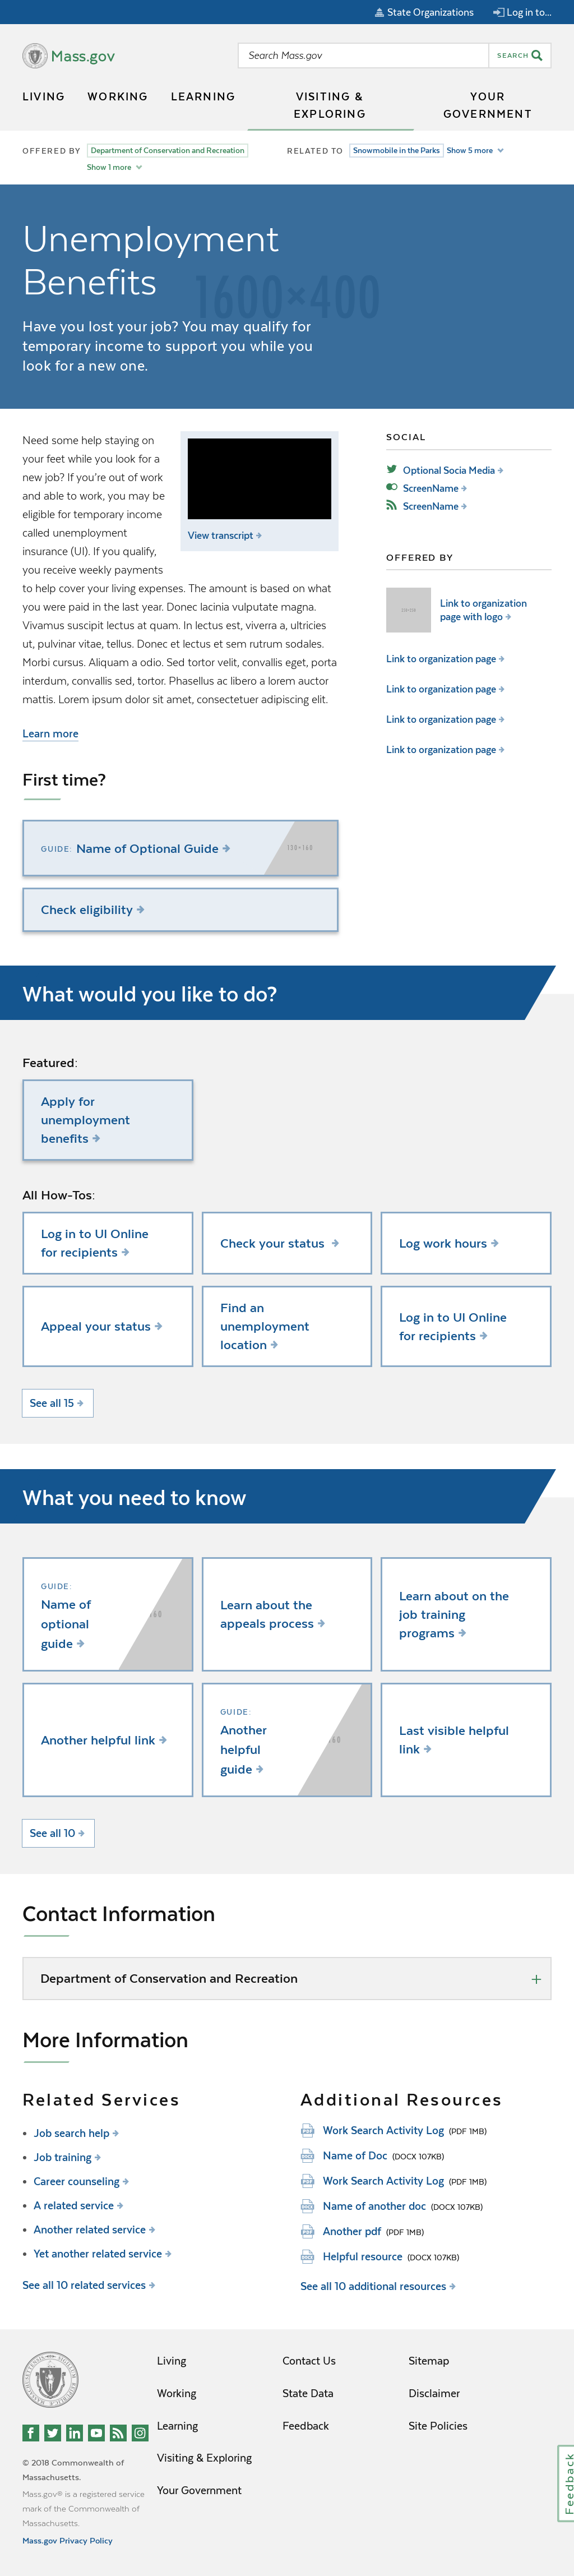 State Organizations
Log in to...
Mass.gov
Search Mass.gov
SEARCH
LIVING
WORKING
LEARNING
VISITING &
EXPLORING
YOUR
GOVERNMENT
OFFERED BY
Department of Conservation and Recreation
Show 1 more
RELATED TO
Snowmobile in the Parks
Show 5 more
Unemployment
Benefits
1600×400
Have you lost your job? You may qualify for
temporary income to support you while you
look for a new one.
Need some help staying on
your feet while you look for a
new job? If you're out of work
and able to work, you may be
eligible for temporary income
called unemployment
insurance (UI). If you qualify,
you receive weekly payments
to help cover your living expenses. The amount is based on what
you were paid in the last year. Donec lacinia vulputate magna.
Vivamus suscipit lectus at quam. In lectus est, viverra a, ultricies
ut, pulvinar vitae, tellus. Donec et lectus et sem rutrum sodales.
Morbi cursus. Aliquam a odio. Sed tortor velit, convallis eget, porta
interdum, convallis sed, tortor. Phasellus ac libero a lorem auctor
mattis. Lorem ipsum dolor sit amet, consectetuer adipiscing elit.
View transcript
Learn more
SOCIAL
Optional Socia Media
ScreenName
ScreenName
OFFERED BY
Link to organization
page with logo
Link to organization page
Link to organization page
Link to organization page
Link to organization page
First time?
GUIDE: Name of Optional Guide
130×160
Check eligibility
What would you like to do?
Featured:
Apply for
unemployment
benefits
All How-Tos:
Log in to UI Online
for recipients
Check your status
Log work hours
Appeal your status
Find an
unemployment
location
Log in to UI Online
for recipients
See all 15
What you need to know
GUIDE:
Name of
optional
guide
60
Learn about the
appeals process
Learn about on the
job training
programs
Another helpful link
GUIDE:
Another
helpful
guide
60
Last visible helpful
link
See all 10
Contact Information
Department of Conservation and Recreation
More Information
Related Services
Job search help
Job training
Career counseling
A related service
Another related service
Yet another related service
See all 10 related services
Additional Resources
Work Search Activity Log (PDF 1MB)
Name of Doc (DOCX 107KB)
Work Search Activity Log (PDF 1MB)
Name of another doc (DOCX 107KB)
Another pdf (PDF 1MB)
Helpful resource (DOCX 107KB)
See all 10 additional resources
Living
Working
Learning
Visiting & Exploring
Your Government
Contact Us
State Data
Feedback
Sitemap
Disclaimer
Site Policies
© 2018 Commonwealth of
Massachusetts.
Mass.gov® is a registered service
mark of the Commonwealth of
Massachusetts.
Mass.gov Privacy Policy
Feedback